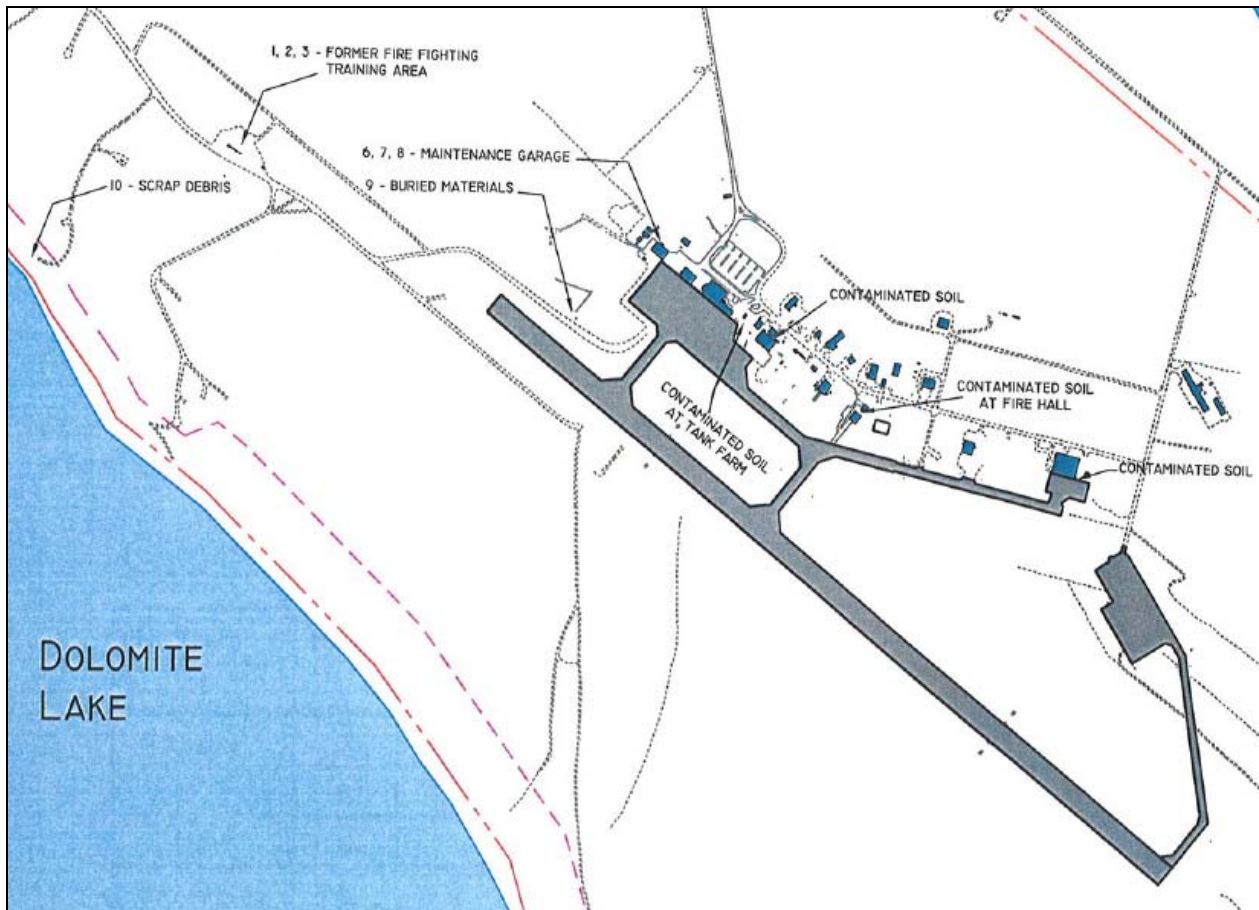 1, 2, 3 - FORMER FIRE FIGHTING
TRAINING AREA
6, 7, 8 - MAINTENANCE GARAGE
9 - BURIED MATERIALS
10 - SCRAP DEBRIS
CONTAMINATED SOIL
CONTAMINATED SOIL
AT FIRE HALL
CONTAMINATED SOIL
AT TANK FARM
CONTAMINATED SOIL
DOLOMITE
LAKE